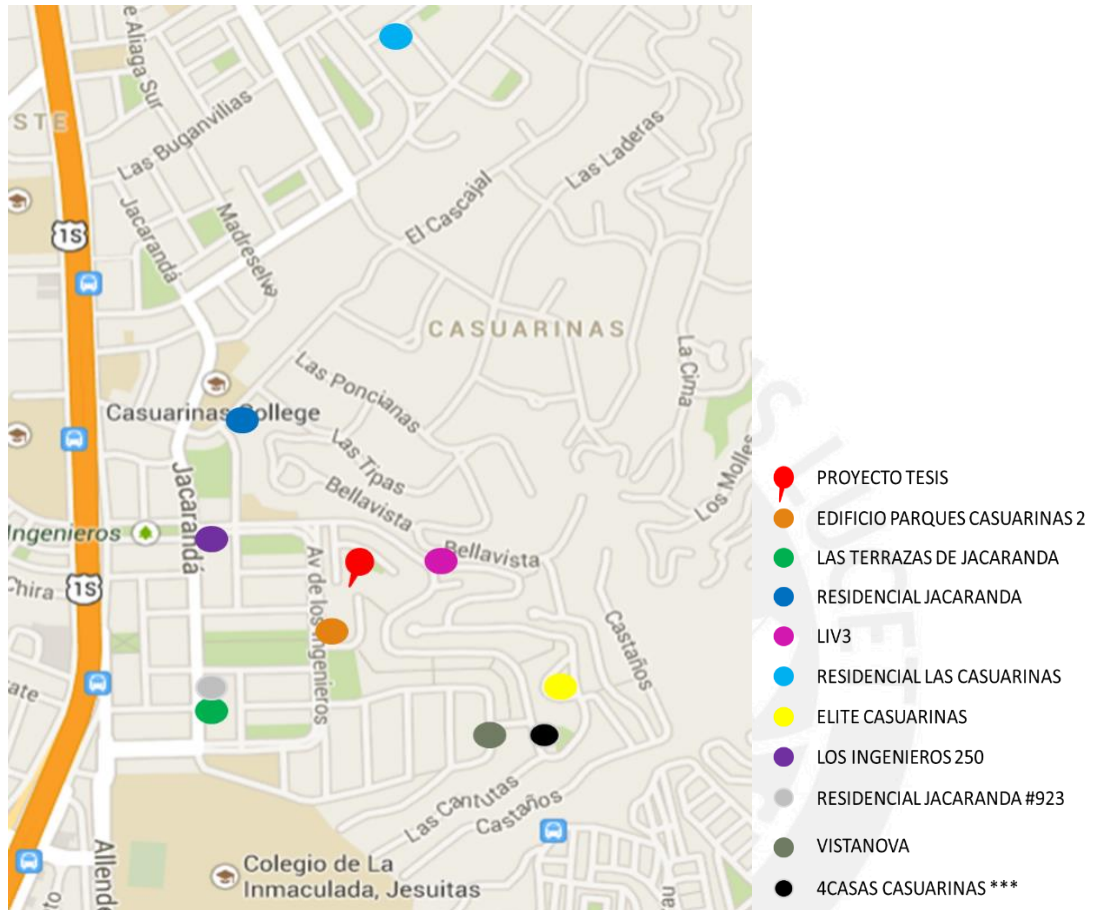 e Aliaga Sur
STE
Las Buganvilias
Las Laderas
El Cascajal
Jacarandá
Madreselva
1S
CASUARINAS
La Cima
Las Poncianas
Casuarinas College
Las Tipas
Los Molles
Jacarandá
Bellavista
Ingenieros
Bellavista
Av de los Ingenieros
Chira
1S
Castaños
ate
Las Cantutas
Castaños
Allend
Colegio de La
Inmaculada, Jesuitas
PROYECTO TESIS
EDIFICIO PARQUES CASUARINAS 2
LAS TERRAZAS DE JACARANDA
RESIDENCIAL JACARANDA
LIV3
RESIDENCIAL LAS CASUARINAS
ELITE CASUARINAS
LOS INGENIEROS 250
RESIDENCIAL JACARANDA #923
VISTANOVA
4CASAS CASUARINAS ***